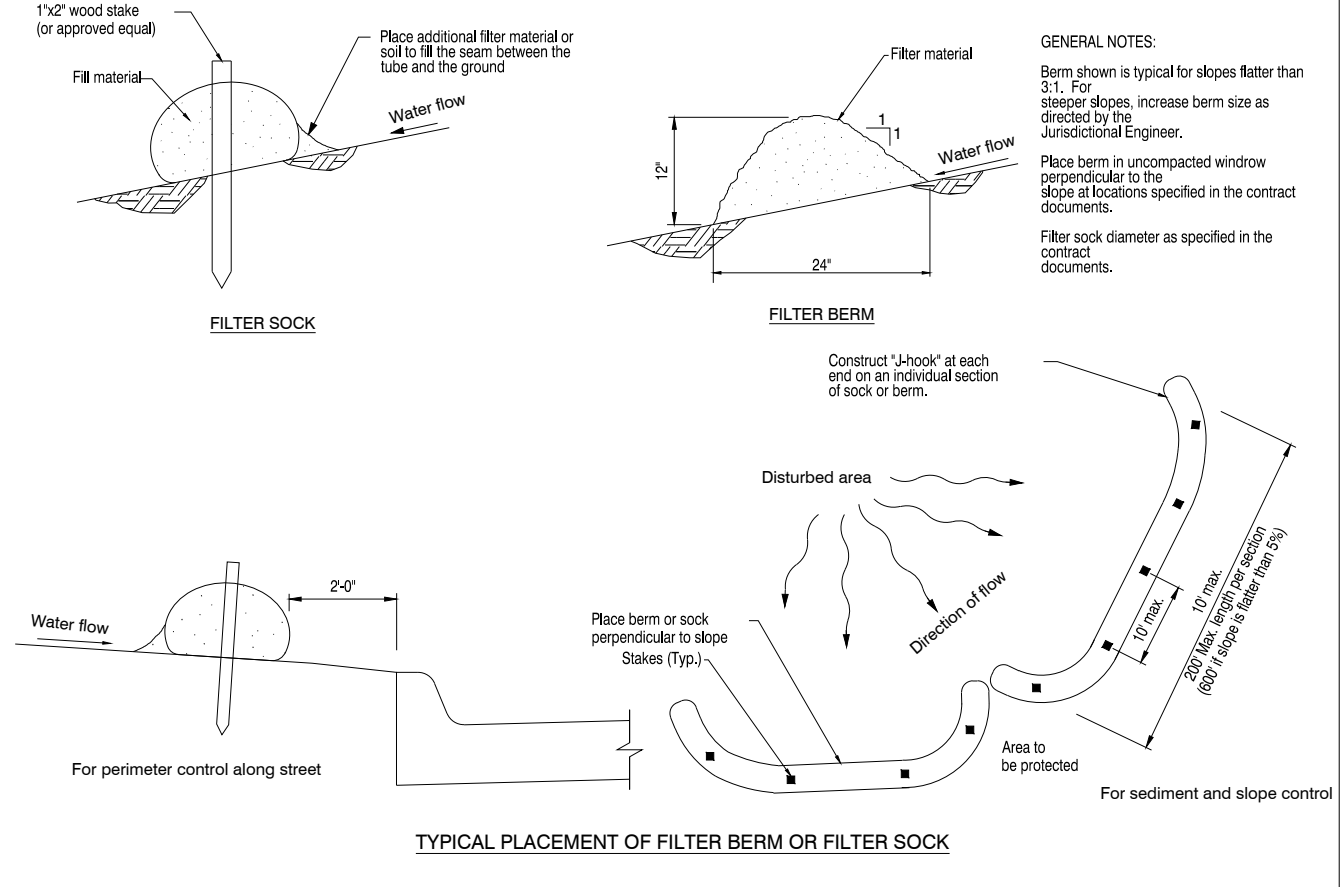 1"x2" wood stake
(or approved equal)
Fill material
Place additional filter material or
soil to fill the seam between the
tube and the ground
Water flow
FILTER SOCK
Filter material
1
1
Water flow
12"
24"
FILTER BERM
GENERAL NOTES:
Berm shown is typical for slopes flatter than
3:1. For
steeper slopes, increase berm size as
directed by the
Jurisdictional Engineer.
Place berm in uncompacted windrow
perpendicular to the
slope at locations specified in the contract
documents.
Filter sock diameter as specified in the
contract
documents.
Construct "J-hook" at each
end on an individual section
of sock or berm.
Disturbed area
Direction of flow
10' max.
10' max.
200' Max. length per section
(600' if slope is flatter than 5%)
2'-0"
Water flow
Place berm or sock
perpendicular to slope
Stakes (Typ.)
Area to
be protected
For perimeter control along street
For sediment and slope control
TYPICAL PLACEMENT OF FILTER BERM OR FILTER SOCK